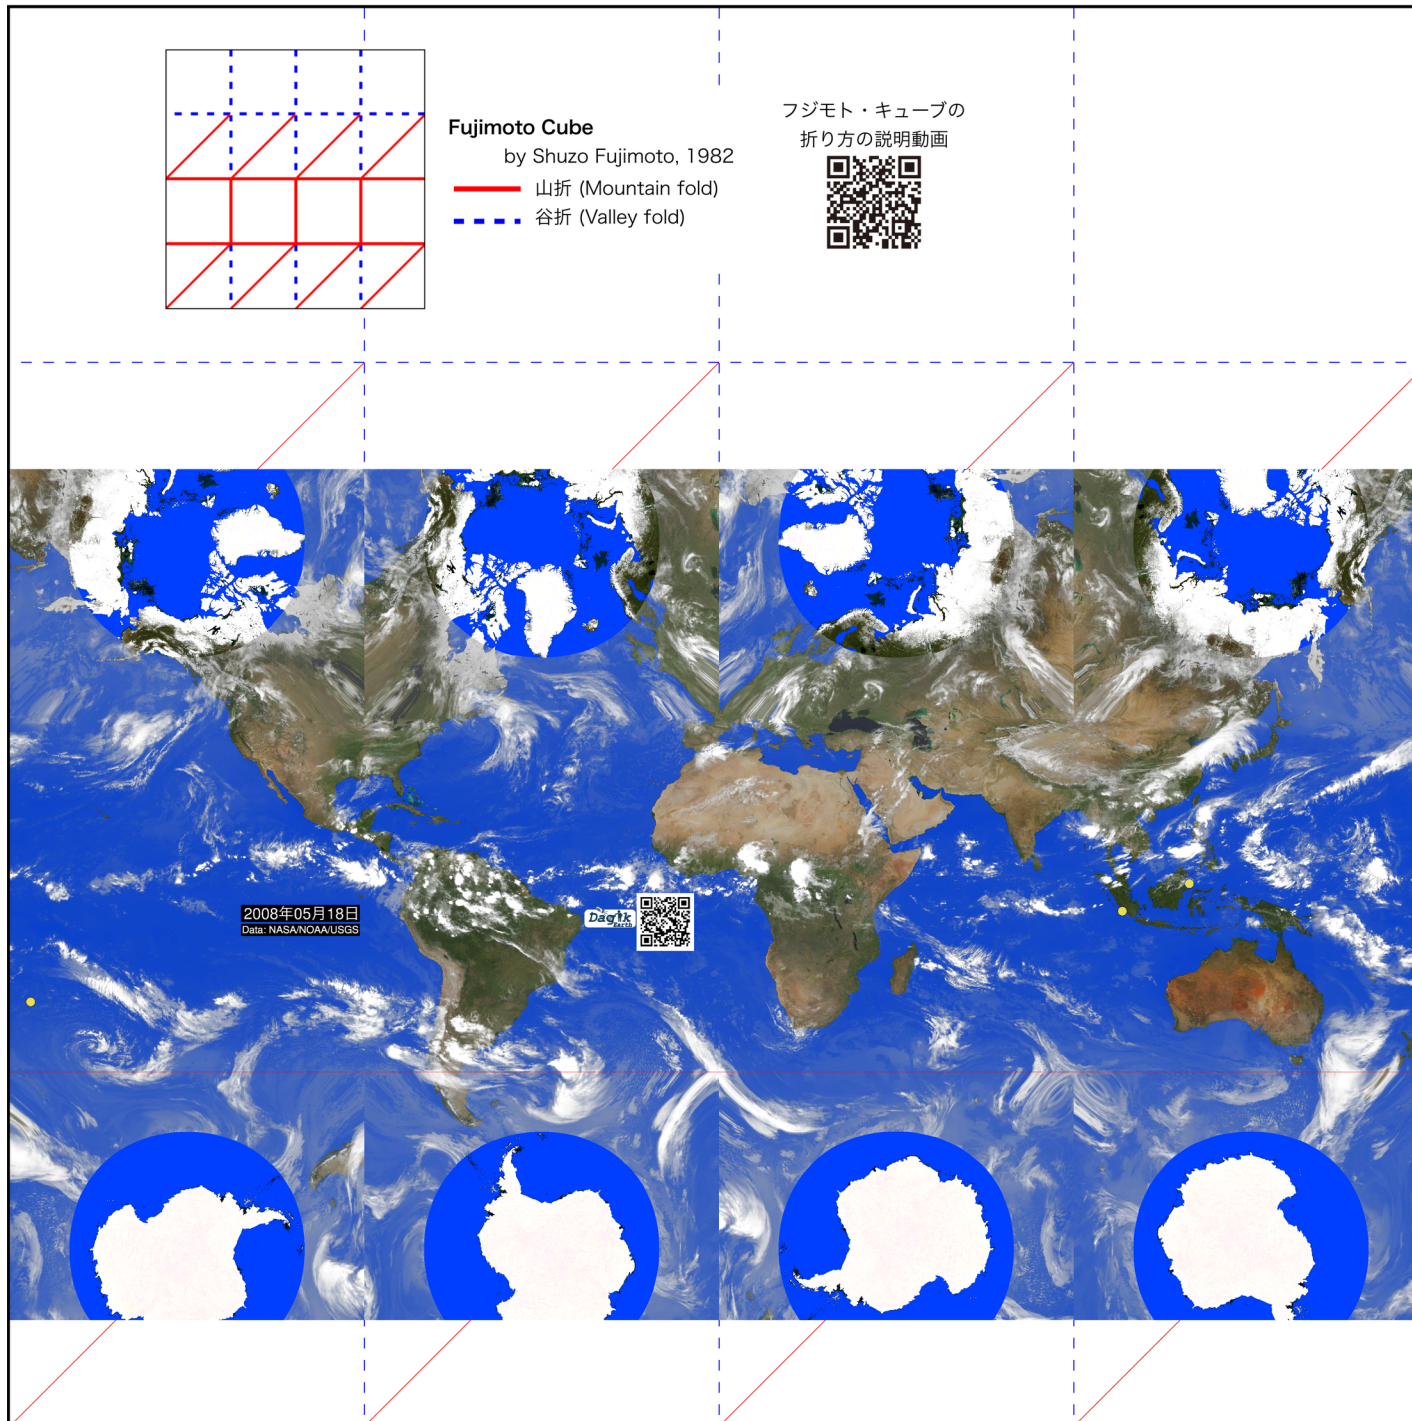 Fujimoto Cube
by Shuzo Fujimoto, 1982
山折 (Mountain fold)
谷折 (Valley fold)
フジモト・キューブの
折り方の説明動画
2008年05月18日
Data: NASA/NOAA/USGS
Dagik
Earth